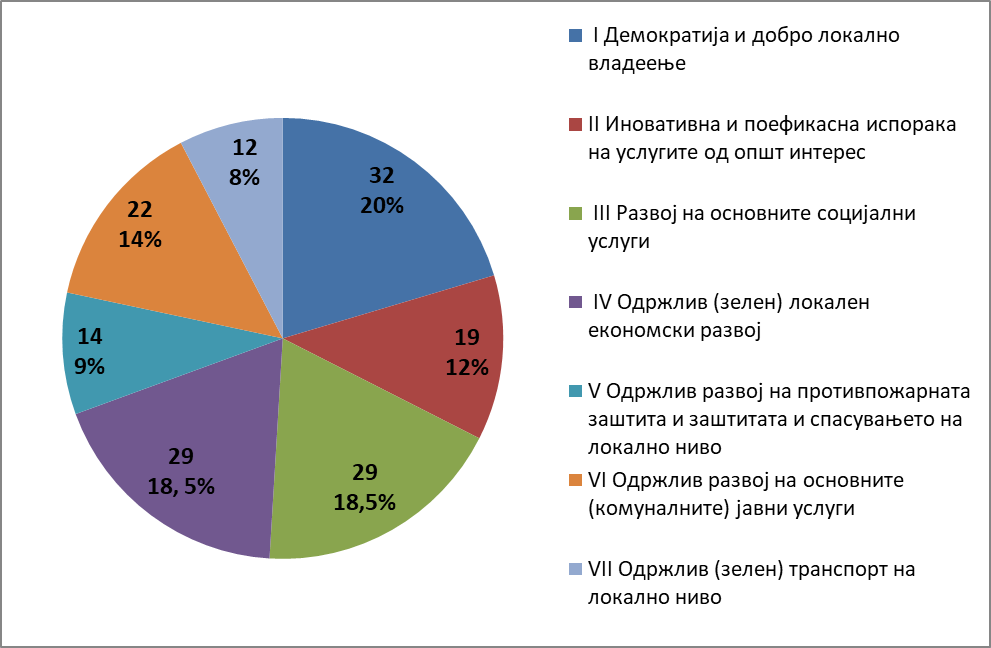 32
20%
19
12%
29
18,5%
29
18, 5%
14
9%
22
14%
12
8%
I Демократија и добро локално
владеење
II Иновативна и поефикасна испорака
на услугите од општ интерес
III Развој на основните социјални
услуги
IV Одржлив (зелен) локален
економски развој
V Одржлив развој на противпожарната
заштита и заштитата и спасувањето на
локално ниво
VI Одржлив развој на основните
(комуналните) јавни услуги
VII Одржлив (зелен) транспорт на
локално ниво